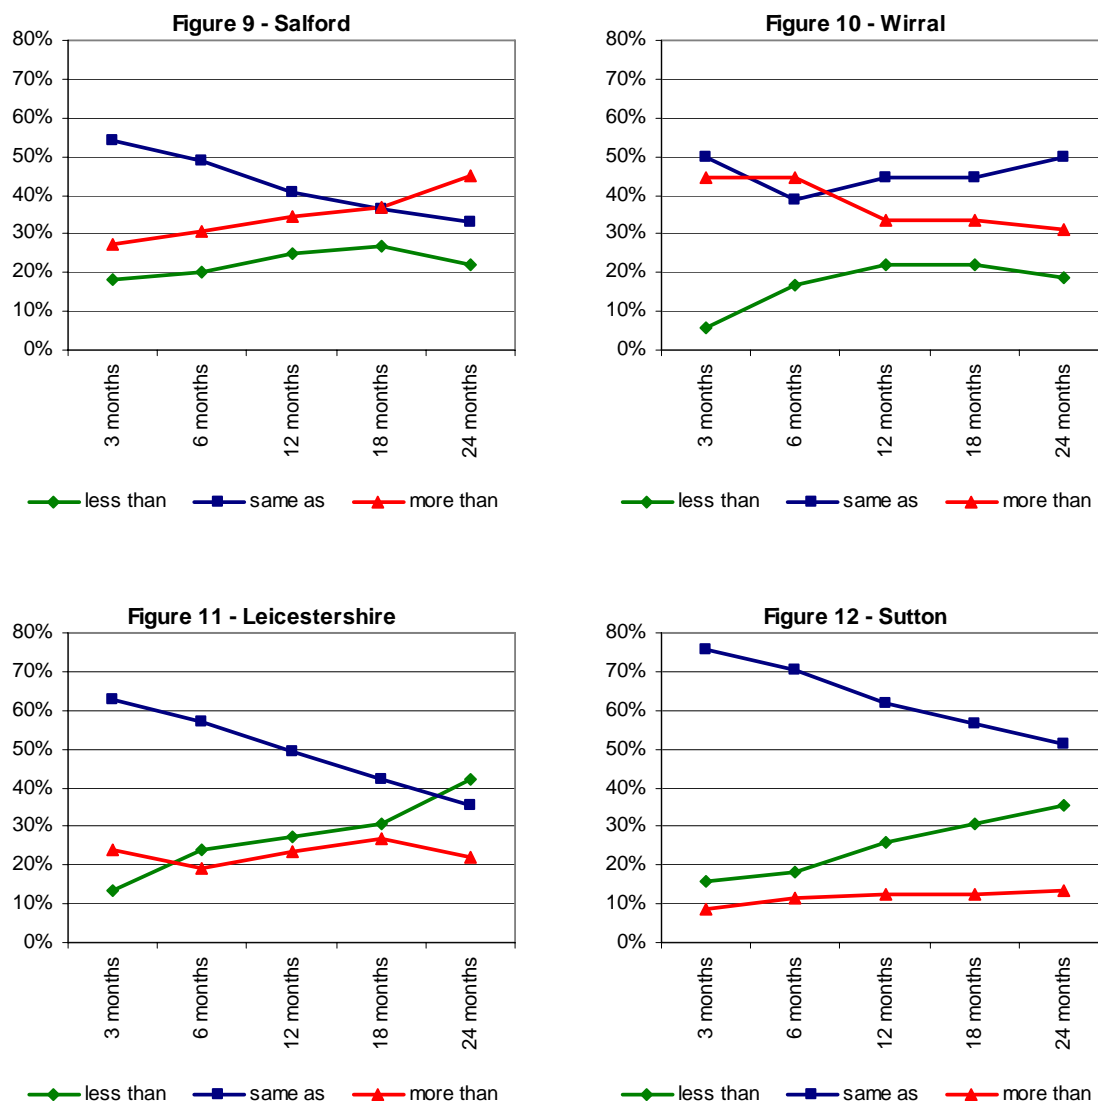 Figure 9 - Salford
80%
70%
60%
50%
40%
30%
20%
10%
0%
3 months
6 months
12 months
18 months
24 months
less than same as more than
Figure 10 - Wirral
80%
70%
60%
50%
40%
30%
20%
10%
0%
3 months
6 months
12 months
18 months
24 months
less than same as more than
Figure 11 - Leicestershire
80%
70%
60%
50%
40%
30%
20%
10%
0%
3 months
6 months
12 months
18 months
24 months
less than same as more than
Figure 12 - Sutton
80%
70%
60%
50%
40%
30%
20%
10%
0%
3 months
6 months
12 months
18 months
24 months
less than same as more than